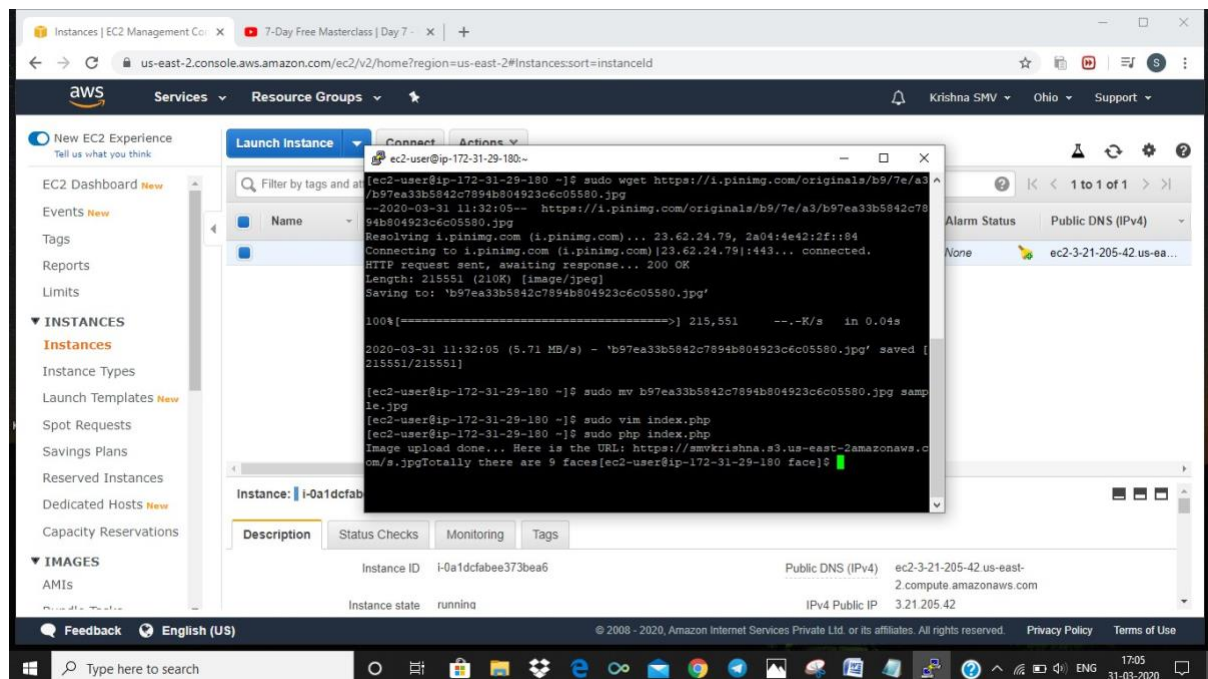 Instances | EC2 Management Co
7-Day Free Masterclass | Day 7 -
us-east-2.console.aws.amazon.com/ec2/v2/home?region=us-east-2#Instances:sort=instanceId
S
aws
Services
Resource Groups
Krishna SMV
Ohio
Support
New EC2 Experience
Tell us what you think
EC2 Dashboard New
Events New
Tags
Reports
Limits
INSTANCES
Instances
Instance Types
Launch Templates New
Spot Requests
Savings Plans
Reserved Instances
Dedicated Hosts New
Capacity Reservations
IMAGES
AMIs
Launch Instance
Connect
Actions
Filter by tags and at
1 to 1 of 1
Name
Alarm Status
Public DNS (IPv4)
None
ec2-3-21-205-42.us-ea...
ec2-user@ip-172-31-29-180:~
[ec2-user@ip-172-31-29-180 ~]$ sudo wget https://i.pinimg.com/originals/b9/7e/a3
/b97ea33b5842c7894b804923c6c05580.jpg
--2020-03-31 11:32:05-- https://i.pinimg.com/originals/b9/7e/a3/b97ea33b5842c78
94b804923c6c05580.jpg
Resolving i.pinimg.com (i.pinimg.com)... 23.62.24.79, 2a04:4e42:2f::84
Connecting to i.pinimg.com (i.pinimg.com)|23.62.24.79|:443... connected.
HTTP request sent, awaiting response... 200 OK
Length: 215551 (210K) [image/jpeg]
Saving to: ‘b97ea33b5842c7894b804923c6c05580.jpg’
100%[======================================>] 215,551 --.-K/s in 0.04s
2020-03-31 11:32:05 (5.71 MB/s) - ‘b97ea33b5842c7894b804923c6c05580.jpg’ saved [
215551/215551]
[ec2-user@ip-172-31-29-180 ~]$ sudo mv b97ea33b5842c7894b804923c6c05580.jpg samp
le.jpg
[ec2-user@ip-172-31-29-180 ~]$ sudo vim index.php
[ec2-user@ip-172-31-29-180 ~]$ sudo php index.php
Image upload done... Here is the URL: https://smvkrishna.s3.us-east-2amazonaws.c
om/s.jpgTotally there are 9 faces[ec2-user@ip-172-31-29-180 face]$
Instance: i-0a1dcfab
Description
Status Checks
Monitoring
Tags
Instance ID i-0a1dcfabee373bea6
Public DNS (IPv4) ec2-3-21-205-42.us-east-
2.compute.amazonaws.com
Instance state running
IPv4 Public IP 3.21.205.42
Feedback
English (US)
© 2008 - 2020, Amazon Internet Services Private Ltd. or its affiliates. All rights reserved.
Privacy Policy
Terms of Use
Type here to search
ENG
17:05
31-03-2020